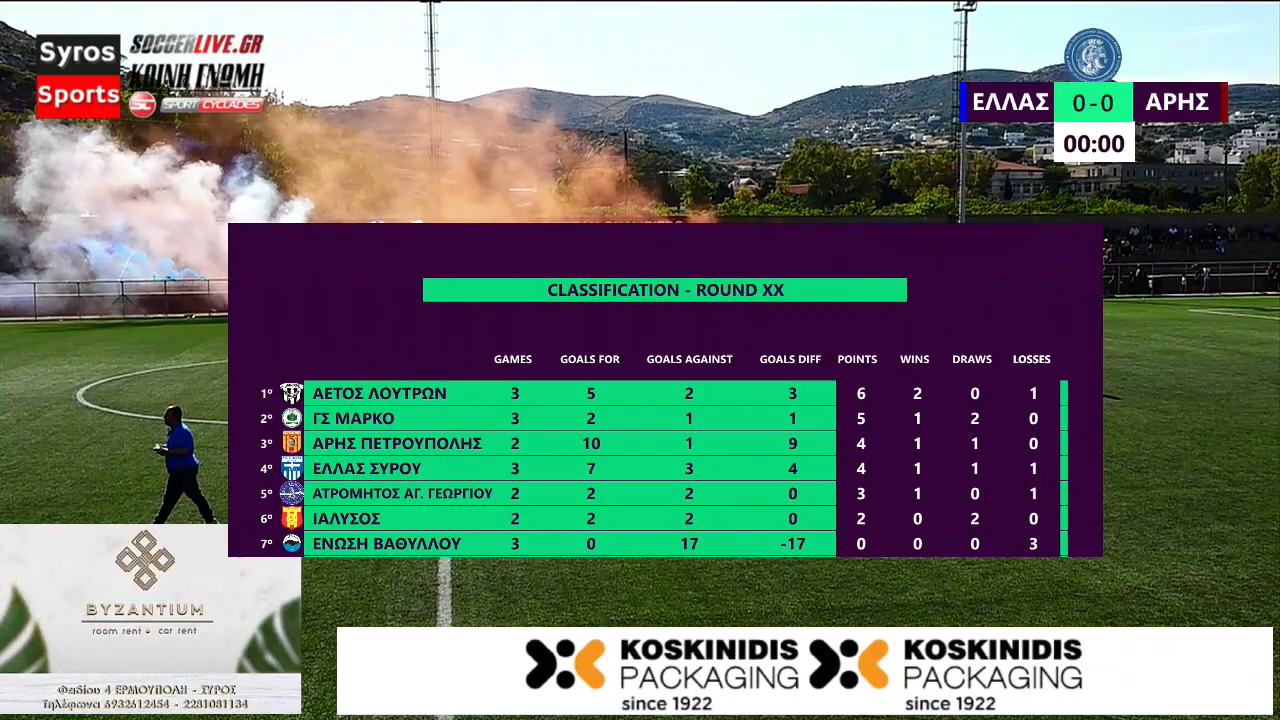 Syros
Sports
SOCCERLIVE.GR
ΚΟΙΝΗ ΓΝΩΜΗ
SC SPORT CYCLADES
ΕΛΛΑΣ 0-0 ΑΡΗΣ
00:00
CLASSIFICATION - ROUND XX
GAMES GOALS FOR GOALS AGAINST GOALS DIFF POINTS WINS DRAWS LOSSES
1º ΑΕΤΟΣ ΛΟΥΤΡΩΝ 3 5 2 3 6 2 0 1
2º ΓΣ ΜΑΡΚΟ 3 2 1 1 5 1 2 0
3º ΑΡΗΣ ΠΕΤΡΟΥΠΟΛΗΣ 2 10 1 9 4 1 1 0
4º ΕΛΛΑΣ ΣΥΡΟΥ 3 7 3 4 4 1 1 1
5º ΑΤΡΟΜΗΤΟΣ ΑΓ. ΓΕΩΡΓΙΟΥ 2 2 2 0 3 1 0 1
6º ΙΑΛΥΣΟΣ 2 2 2 0 2 0 2 0
7º ΕΝΩΣΗ ΒΑΘΥΛΛΟΥ 3 0 17 -17 0 0 0 3
BYZANTIUM
room rent car rent
Φαβίου 4 ΕΡΜΟΥΠΟΛΗ - ΣΥΡΟΣ
Τηλέφωνα 6932612454 - 2281081134
KOSKINIDIS
PACKAGING
since 1922
KOSKINIDIS
PACKAGING
since 1922